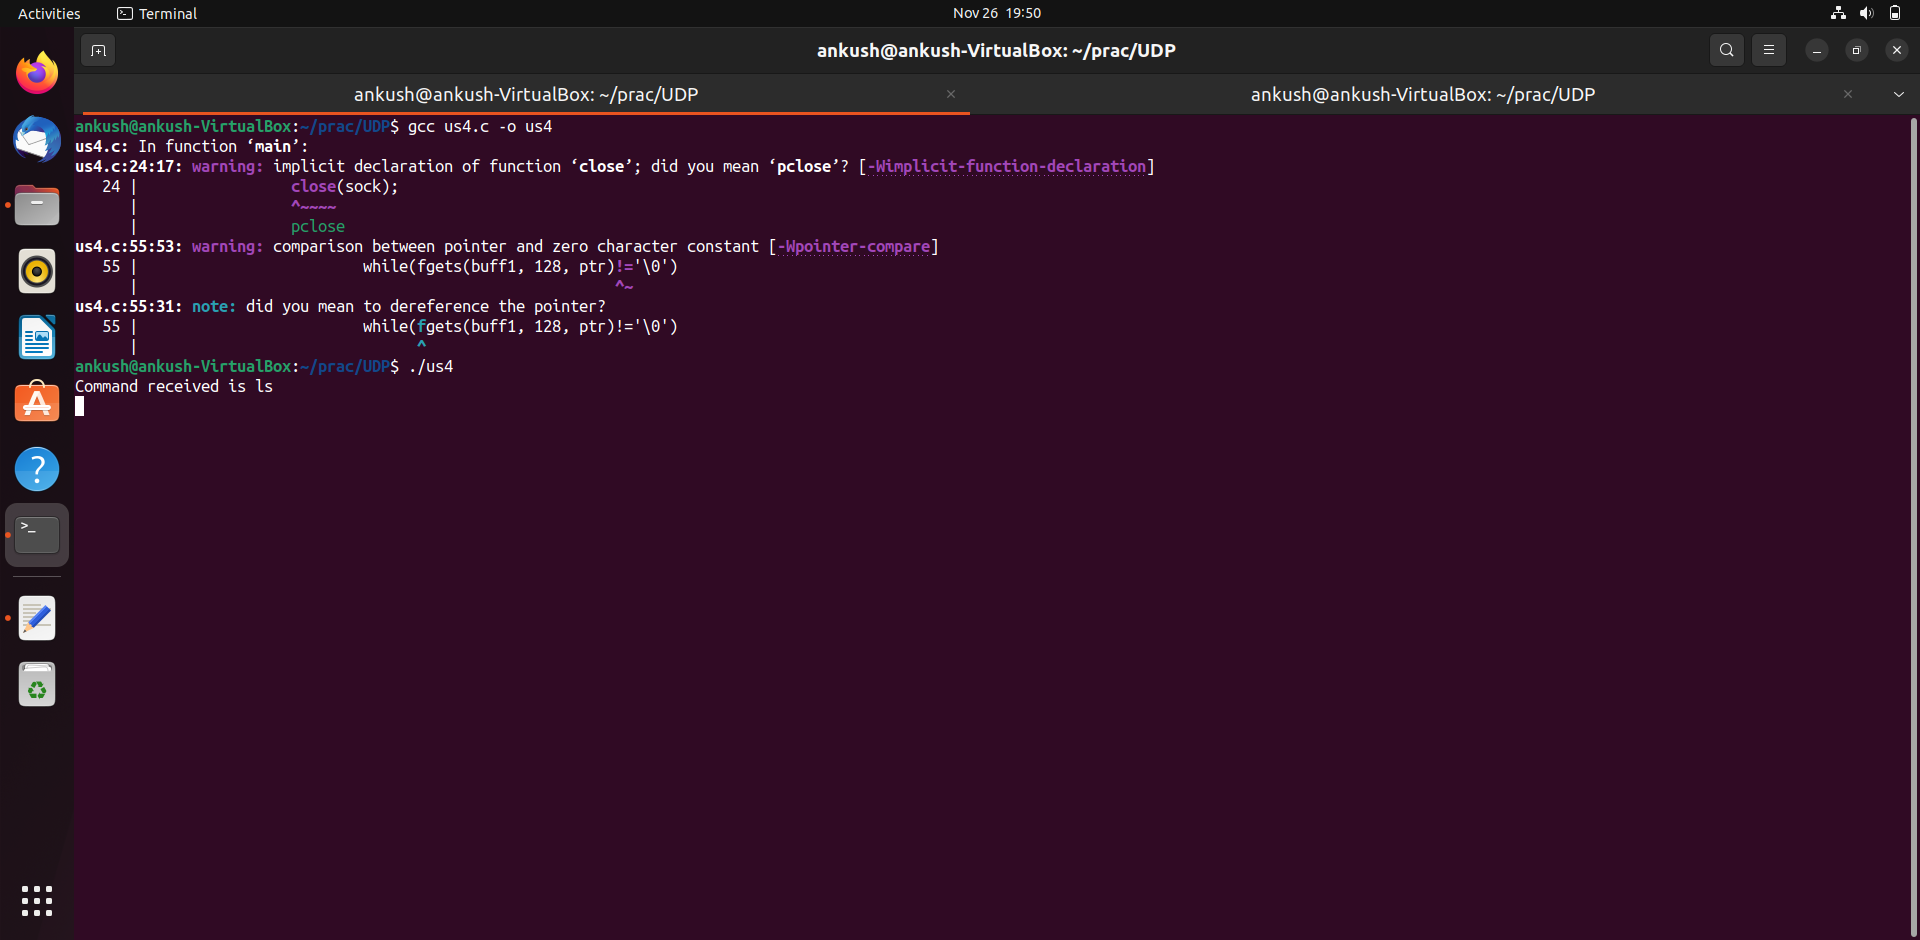 Activities
Terminal
Nov 26 19:50
ankush@ankush-VirtualBox: ~/prac/UDP
ankush@ankush-VirtualBox: ~/prac/UDP
ankush@ankush-VirtualBox: ~/prac/UDP
ankush@ankush-VirtualBox:~/prac/UDP$ gcc us4.c -o us4
us4.c: In function ‘main’:
us4.c:24:17: warning: implicit declaration of function ‘close’; did you mean ‘pclose’? [-Wimplicit-function-declaration]
   24 |                 close(sock);
      |                 ^~~~~
      |                 pclose
us4.c:55:53: warning: comparison between pointer and zero character constant [-Wpointer-compare]
   55 |                         while(fgets(buff1, 128, ptr)!='\0')
      |                                                     ^~
us4.c:55:31: note: did you mean to dereference the pointer?
   55 |                         while(fgets(buff1, 128, ptr)!='\0')
      |                               ^
ankush@ankush-VirtualBox:~/prac/UDP$ ./us4
Command received is ls